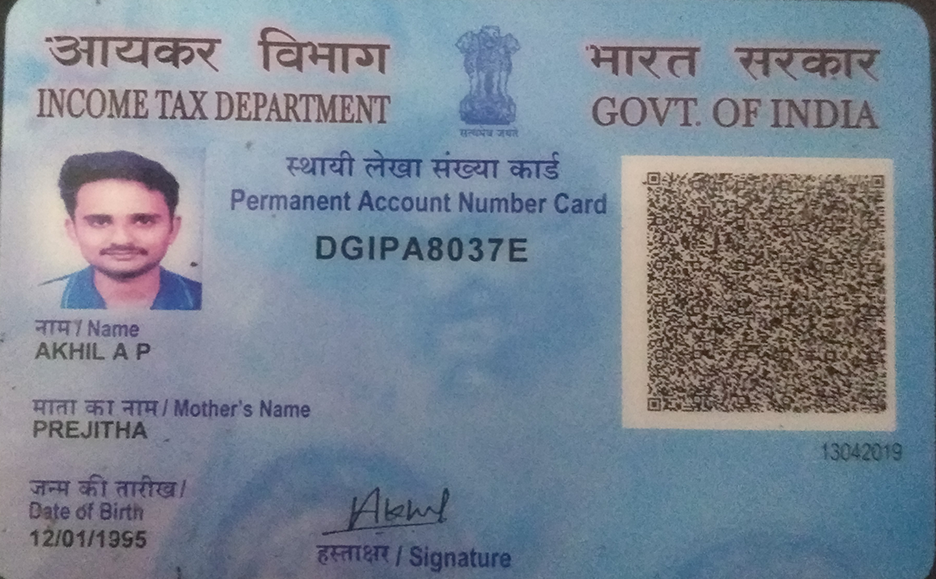 आयकर विभाग
INCOME TAX DEPARTMENT
सत्यमेव जयते
भारत सरकार
GOVT. OF INDIA
स्थायी लेखा संख्या कार्ड
Permanent Account Number Card
DGIPA8037E
नाम / Name
AKHIL A P
माता का नाम / Mother's Name
PREJITHA
13042019
जन्म की तारीख /
Date of Birth
12/01/1995
Akhil
हस्ताक्षर / Signature